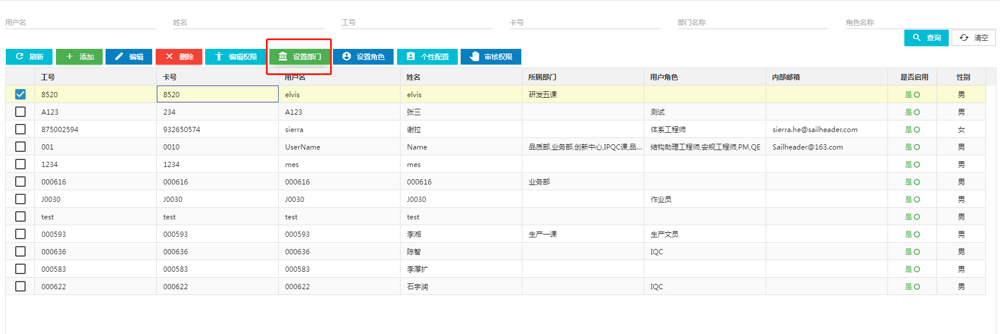 用户名 姓名 工号 卡号 部门名称 角色名称
查询 清空
刷新 添加 编辑 删除 编辑权限 设置部门 设置角色 个性配置 审核权限
工号 卡号 用户名 姓名 所属部门 用户角色 内部邮箱 是否启用 性别
8520 8520 elvis elvis 研发五课 是 男
A123 234 A123 张三 测试 是 男
875002594 932650574 sierra 谢拉 体系工程师 sierra.he@sailheader.com 是 女
001 0010 UserName Name 品质部,业务部,创新中心,IPQC课,品... 结构助理工程师,安规工程师,PM,QE Sailheader@163.com 是 男
1234 1234 mes mes 是 男
000616 000616 000616 000616 业务部 是 男
J0030 J0030 J0030 J0030 作业员 是 男
test test test test 是 男
000593 000593 000593 李湘 生产一课 生产文员 是 男
000636 000636 000636 陈智 IQC 是 男
000583 000583 000583 李厚扩 是 男
000622 000622 000622 石宇润 IQC 是 男